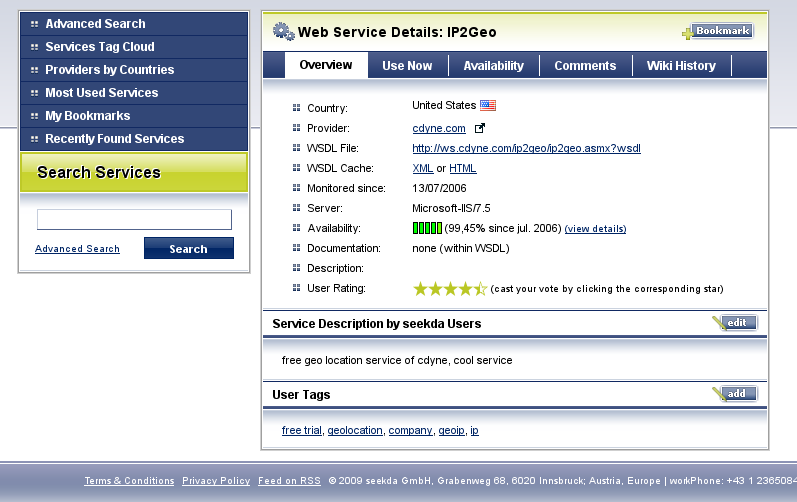 Advanced Search
Services Tag Cloud
Providers by Countries
Most Used Services
My Bookmarks
Recently Found Services
Search Services
Advanced Search
Search
Web Service Details: IP2Geo
Bookmark
Overview Use Now Availability Comments Wiki History
Country: United States
Provider: cdyne.com
WSDL File: http://ws.cdyne.com/ip2geo/ip2geo.asmx?wsdl
WSDL Cache: XML or HTML
Monitored since: 13/07/2006
Server: Microsoft-IIS/7.5
Availability: (99,45% since jul. 2006) (view details)
Documentation: none (within WSDL)
Description:
User Rating: (cast your vote by clicking the corresponding star)
Service Description by seekda Users
edit
free geo location service of cdyne, cool service
User Tags
add
free trial, geolocation, company, geoip, ip
Terms & Conditions Privacy Policy Feed on RSS © 2009 seekda GmbH, Grabenweg 68, 6020 Innsbruck; Austria, Europe | workPhone: +43 1 2365084